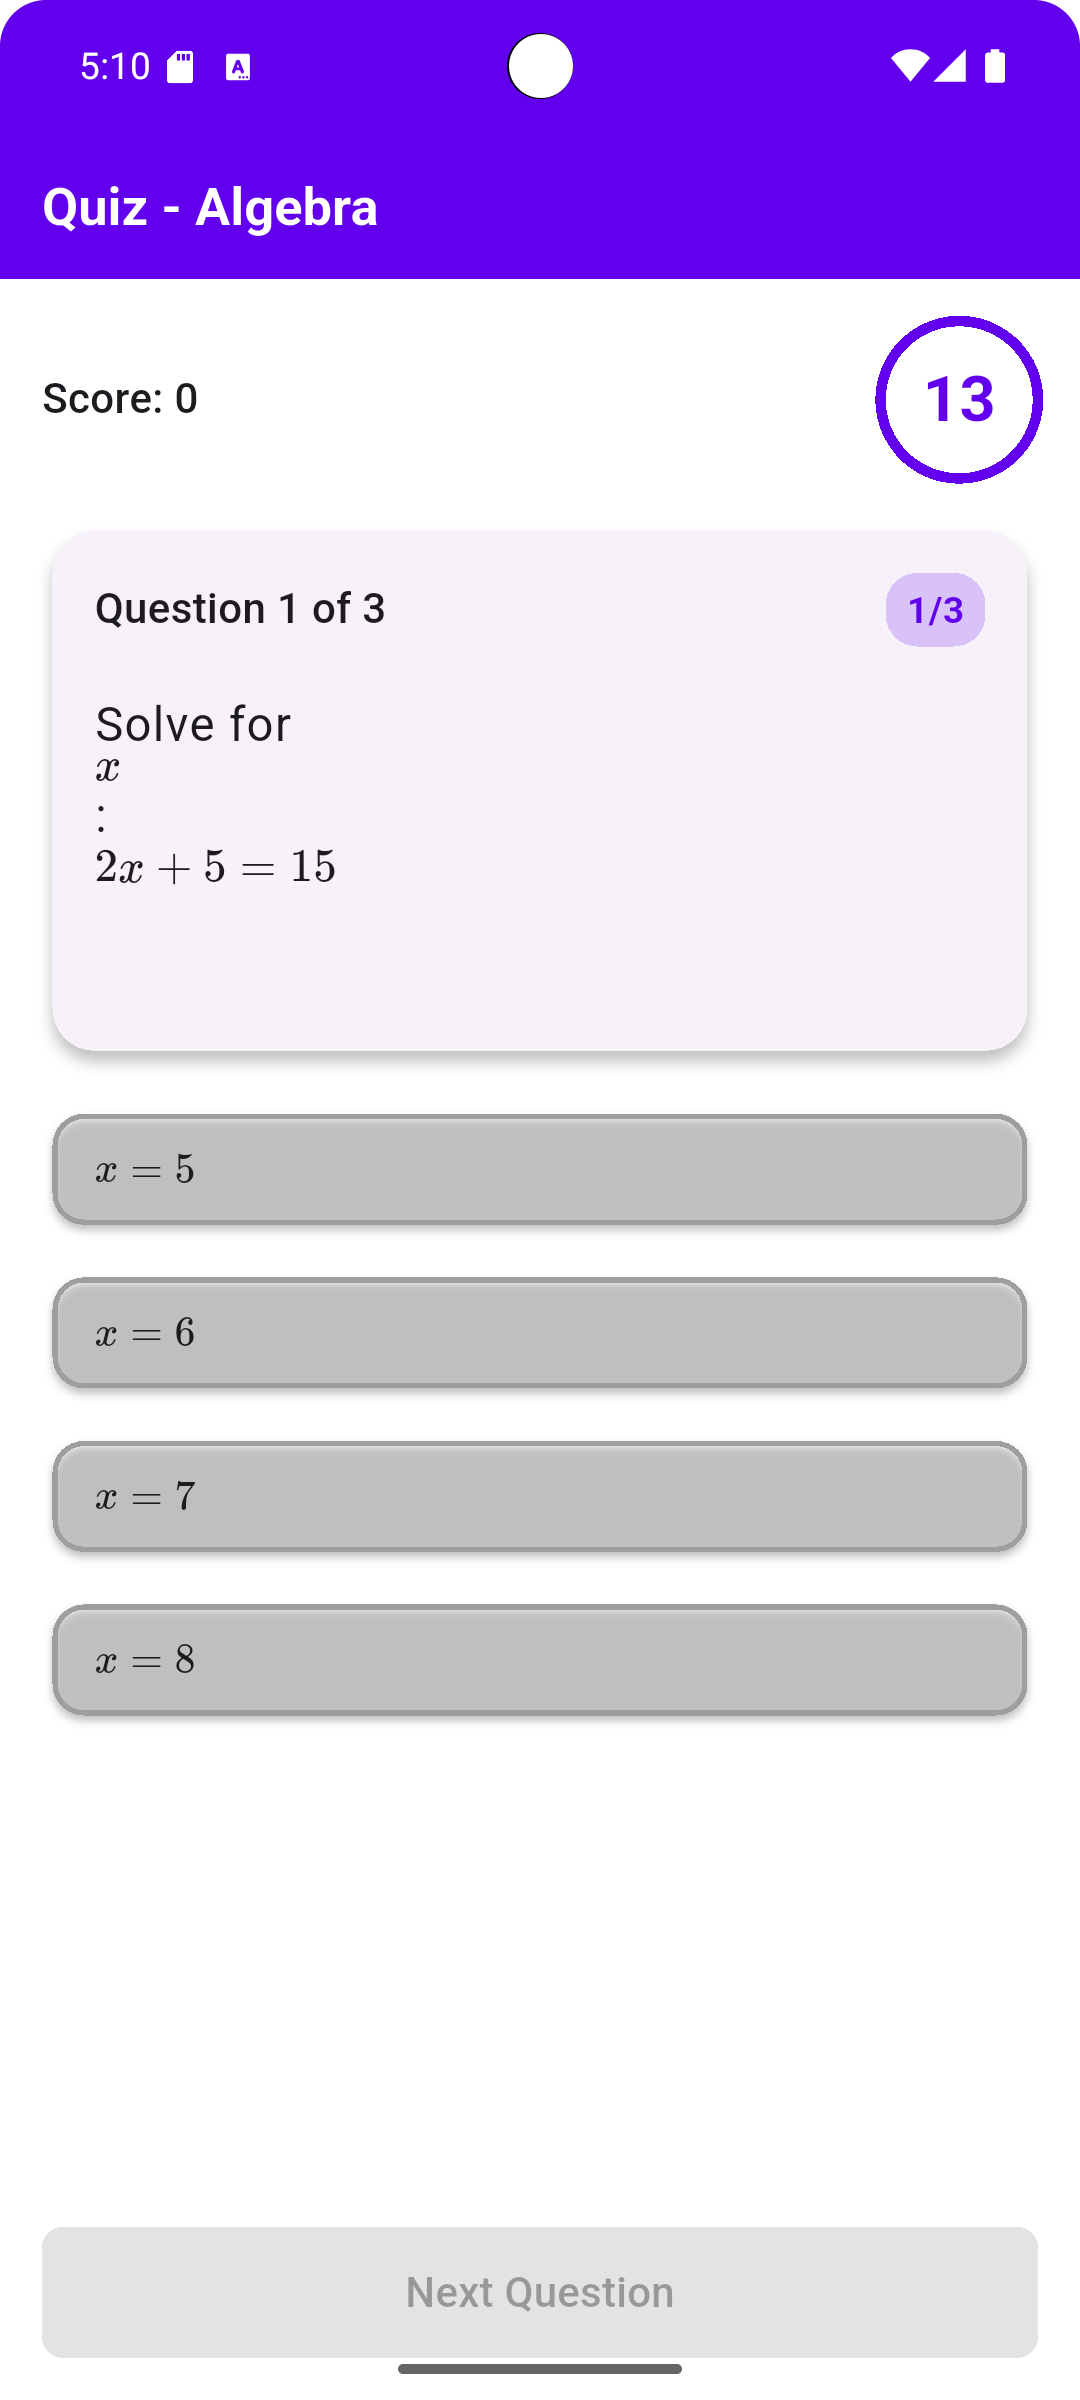 5:10
Quiz - Algebra
Score: 0
13
Question 1 of 3
1/3
Solve for
x
:
2x + 5 = 15
x = 5
x = 6
x = 7
x = 8
Next Question